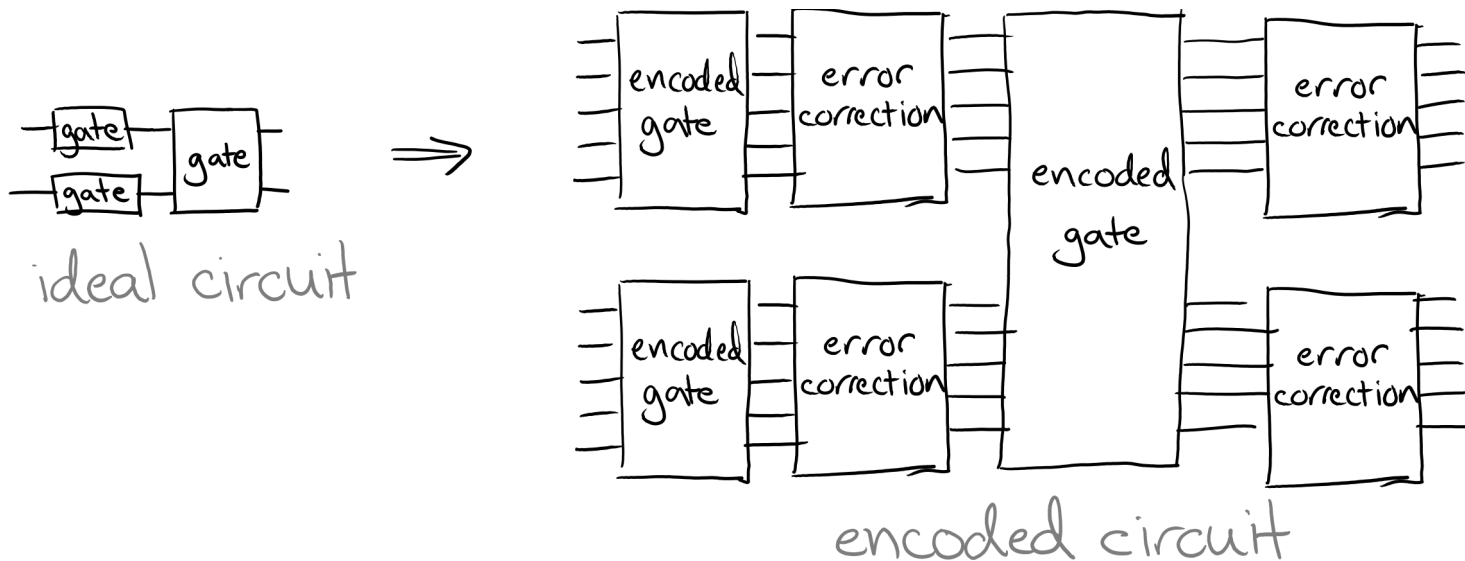 gate
gate
gate
ideal circuit
encoded
gate
error
correction
encoded
gate
error
correction
encoded
gate
error
correction
error
correction
encoded circuit